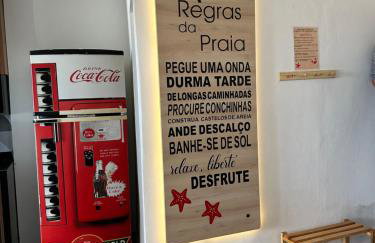 DRINK
Coca-Cola
Regras
da
Praia
PEGUE UMA ONDA
DURMA TARDE
DE LONGAS CAMINHADAS
PROCURE CONCHINHAS
CONSTRUA CASTELOS DE AREIA
ANDE DESCALÇO
BANHE-SE DE SOL
relaxe, liberte
DESFRUTE